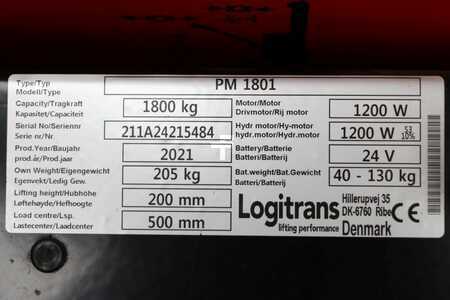 Type/Typ
Modell/Type
PM 1801
Capacity/Tragkraft
Kapasitet/Capaciteit
1800 kg
Motor/Motor
Drivmotor/Rij motor
1200 W
Serial No/Seriennr
Serie nr/Serienr.
211A24215484
Hydr motor/Hy-motor
hydr.motor/Hydr.motor
1200 W S3 10%
Prod.Year/Baujahr
prod.år/Prod.jaar
2021
Battery/Batterie
Batteri/Batterij
24 V
Own Weight/Eigengewicht
Egenvekt/Ledig Gew.
205 kg
Bat.weight/Bat.Gewicht
Batteri/Batterij
40 - 130 kg
Lifting height/Hubhöhe
Løftehøyde/Hefhoogte
200 mm
Load centre/Lsp.
Lastecenter/Laadcenter
500 mm
Logitrans
lifting performance
Hillerupvej 35
DK-6760 Ribe
Denmark
CE